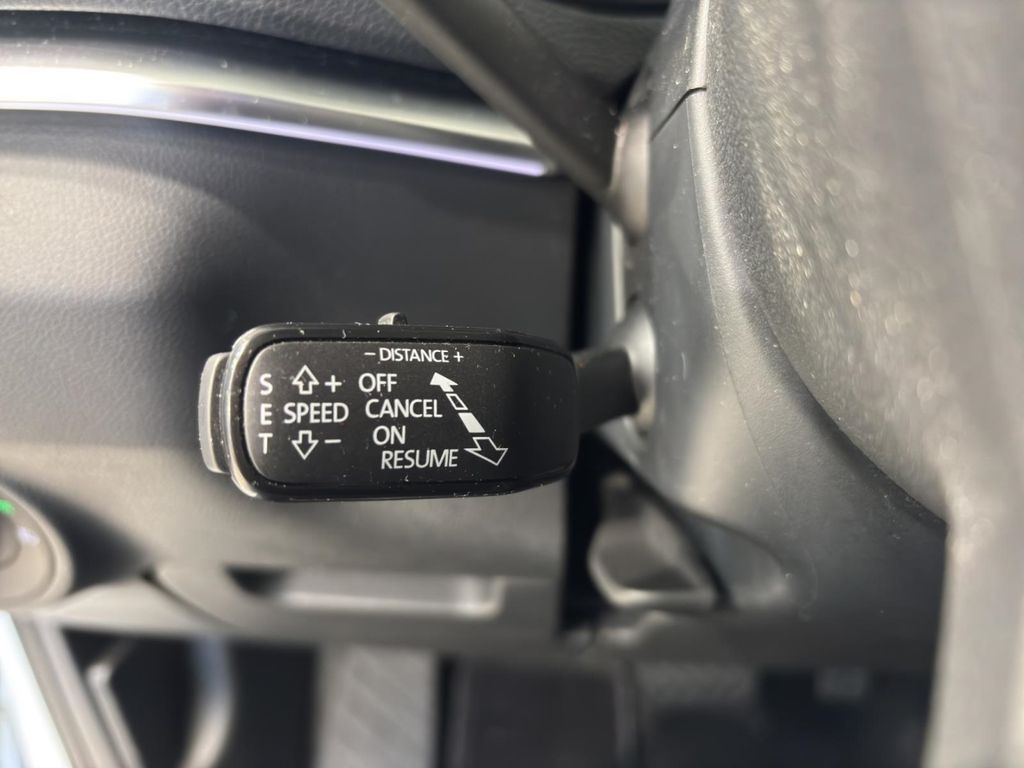 − DISTANCE +
S + OFF
E SPEED CANCEL
T − ON
RESUME